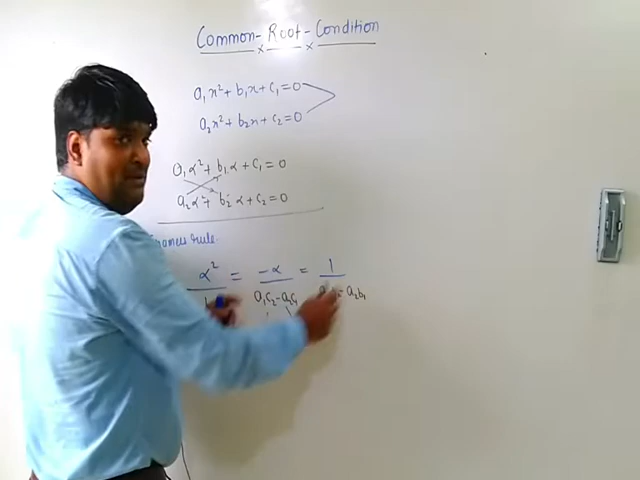 Common-Root-Condition
a₁x²+b₁x+c₁=0
a₂x²+b₂x+c₂=0
a₁α²+b₁α+c₁=0
a₂α²+b₂α+c₂=0
rule.
α² = -α = 1
a₁c₂-a₂c₁ -a₂b₁